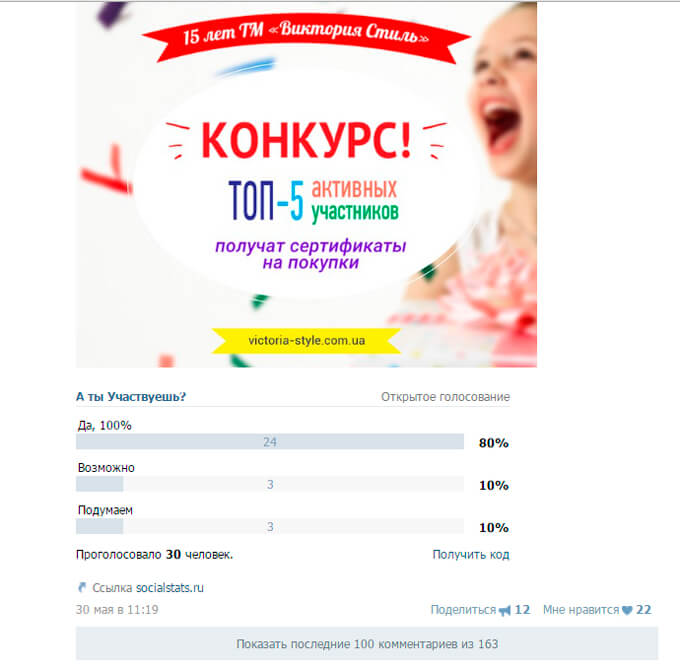 15 лет ТМ «Виктория Стиль»
КОНКУРС!
ТОП-5 активных
участников
получат сертификаты
на покупки
victoria-style.com.ua
А ты Участвуешь? Открытое голосование
Да, 100%
24 80%
Возможно
3 10%
Подумаем
3 10%
Проголосовало 30 человек. Получить код
Ссылка socialstats.ru
30 мая в 11:19 Поделиться 12 Мне нравится 22
Показать последние 100 комментариев из 163